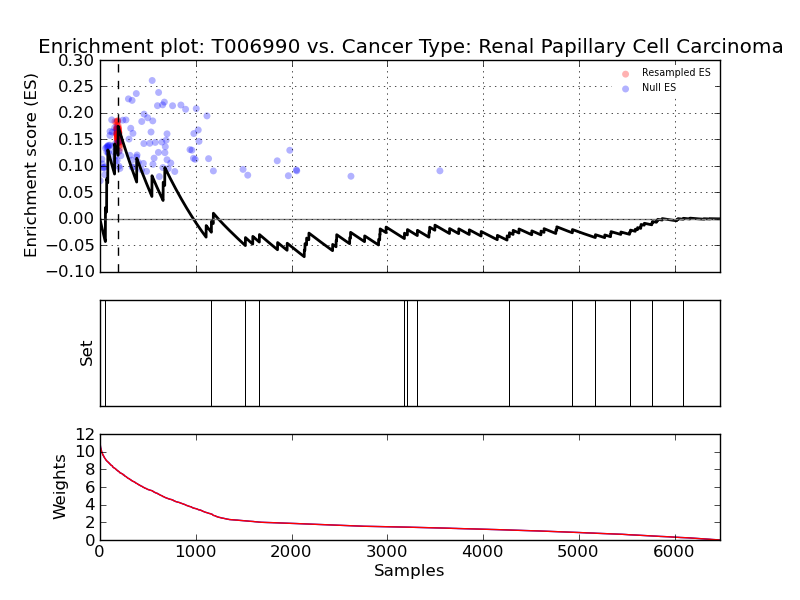 Enrichment plot: T006990 vs. Cancer Type: Renal Papillary Cell Carcinoma
Enrichment score (ES)
0.30
0.25
0.20
0.15
0.10
0.05
0.00
−0.05
−0.10
Resampled ES
Null ES
Set
Weights
12
10
8
6
4
2
0
0 1000 2000 3000 4000 5000 6000
Samples